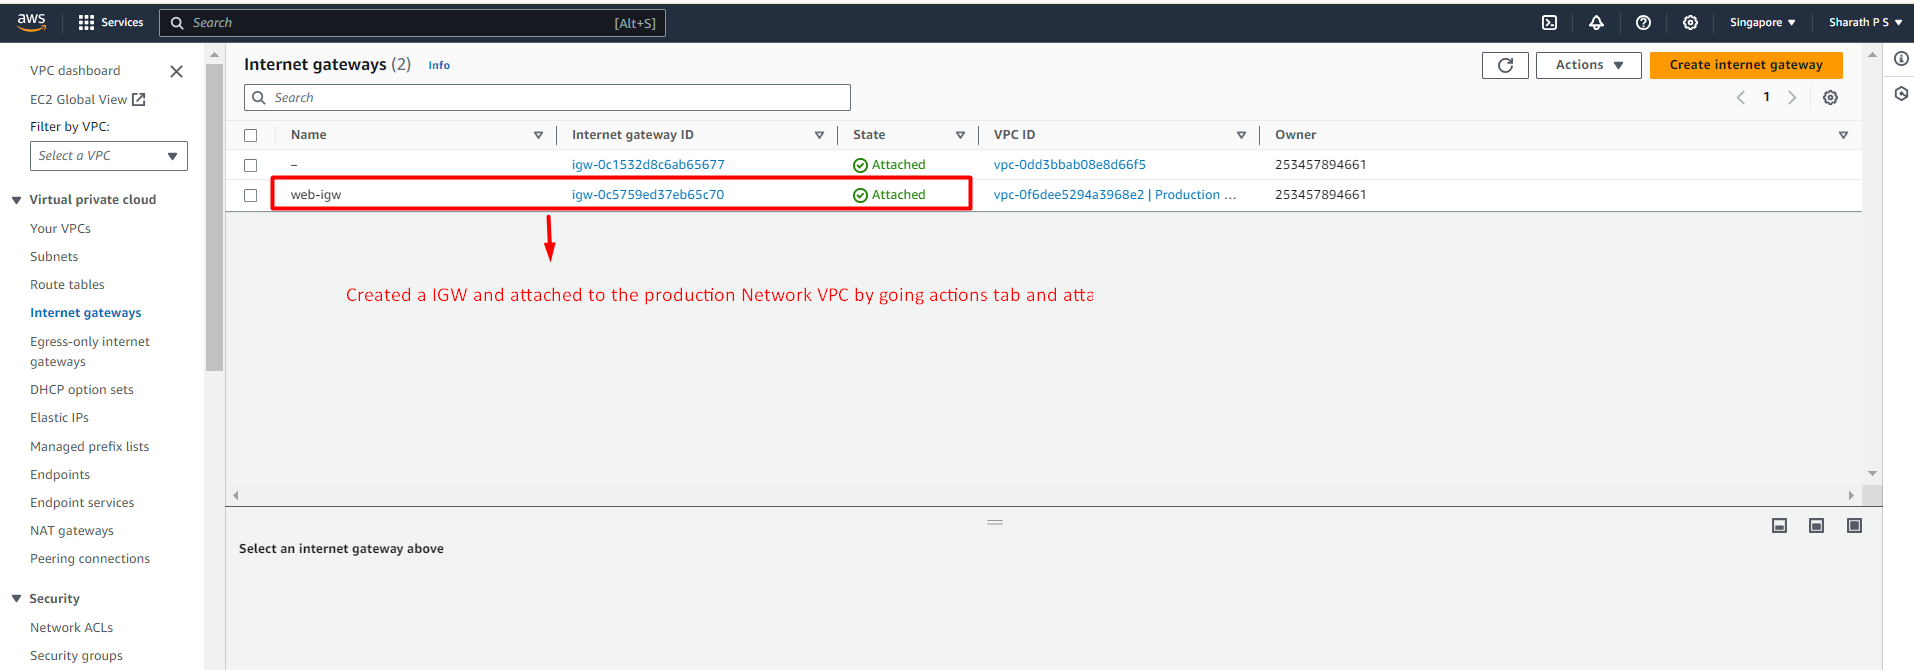 aws
Services
Search
[Alt+S]
Singapore
Sharath P S
VPC dashboard
EC2 Global View
Filter by VPC:
Select a VPC
Virtual private cloud
Your VPCs
Subnets
Route tables
Internet gateways
Egress-only internet
gateways
DHCP option sets
Elastic IPs
Managed prefix lists
Endpoints
Endpoint services
NAT gateways
Peering connections
Security
Network ACLs
Security groups
Internet gateways (2) Info
Actions
Create internet gateway
Search
1
Name Internet gateway ID State VPC ID Owner
– igw-0c1532d8c6ab65677 Attached vpc-0dd3bbab08e8d66f5 253457894661
web-igw igw-0c5759ed37eb65c70 Attached vpc-0f6dee5294a3968e2 | Production ... 253457894661
Created a IGW and attached to the production Network VPC by going actions tab and atta
Select an internet gateway above